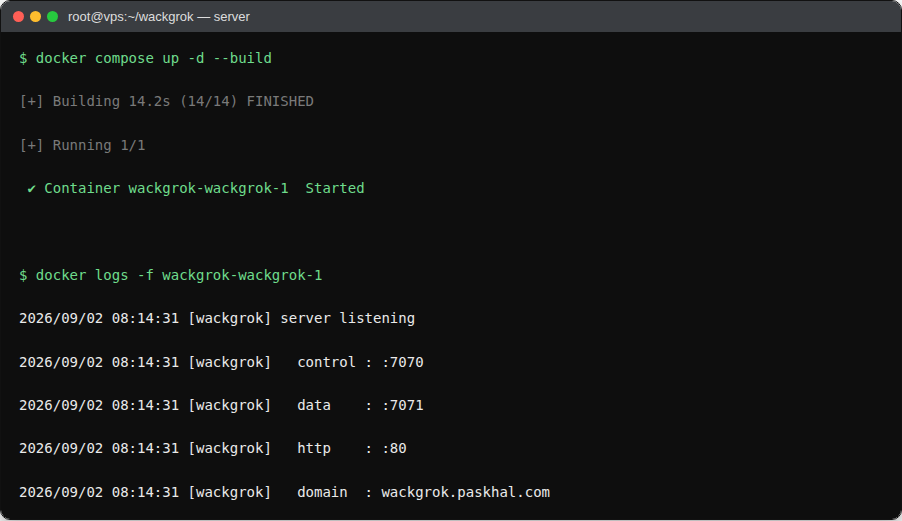 root@vps:~/wackgrok — server
$ docker compose up -d --build
[+] Building 14.2s (14/14) FINISHED
[+] Running 1/1
✔ Container wackgrok-wackgrok-1  Started
$ docker logs -f wackgrok-wackgrok-1
2026/09/02 08:14:31 [wackgrok] server listening
2026/09/02 08:14:31 [wackgrok]   control : :7070
2026/09/02 08:14:31 [wackgrok]   data    : :7071
2026/09/02 08:14:31 [wackgrok]   http    : :80
2026/09/02 08:14:31 [wackgrok]   domain  : wackgrok.paskhal.com